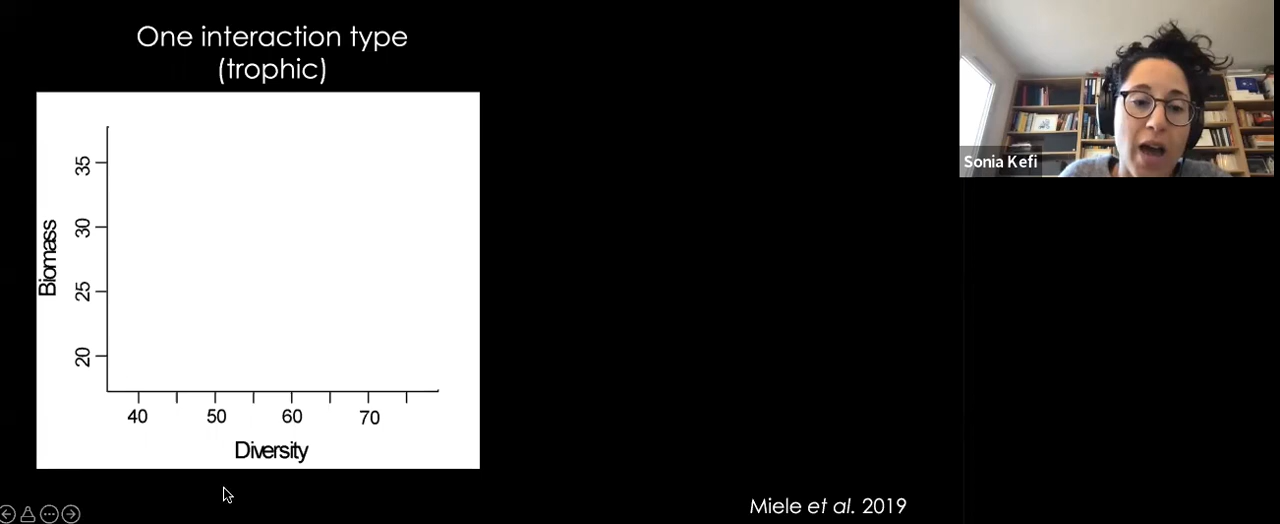 One interaction type
(trophic)
35
30
25
20
Biomass
40 50 60 70
Diversity
Miele et al. 2019
Sonia Kefi